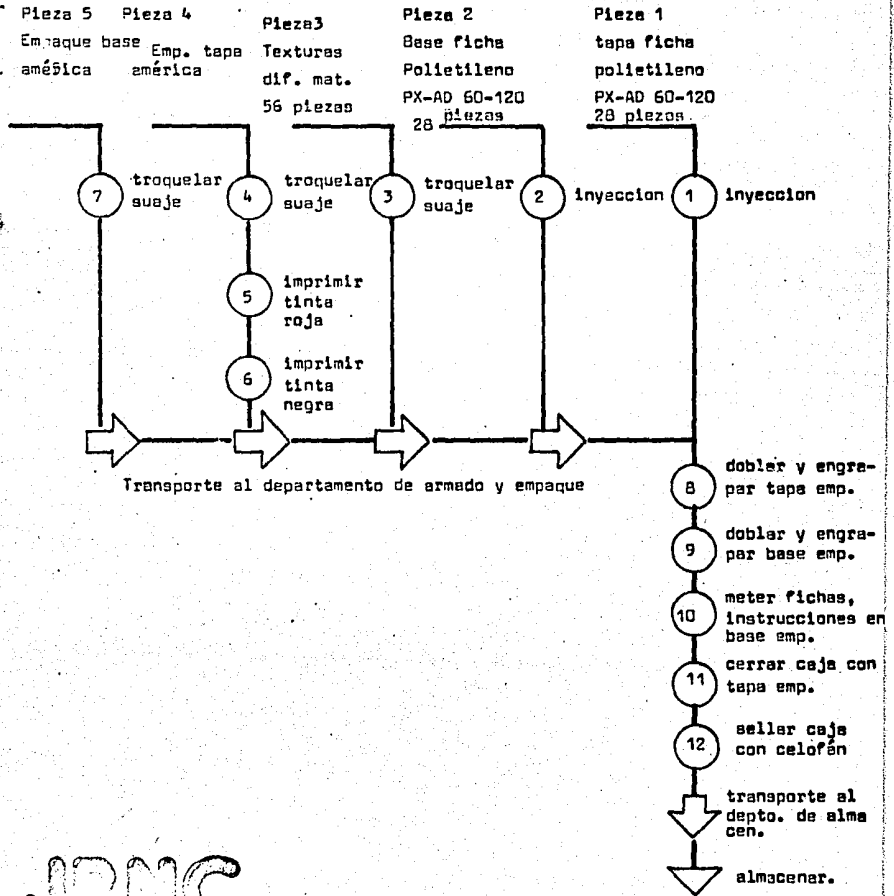 Pieza 5
Empaque base
amésica
Pieza 4
Emp. tapa
américa
Pieza3
Texturas
dif. mat.
56 piezas
Pieza 2
Base ficha
Polietileno
PX-AD 60-120
28 piezas
Pieza 1
tapa ficha
polietileno
PX-AD 60-120
28 piezas
7
troquelar
suaje
4
troquelar
suaje
3
troquelar
suaje
2
inyeccion
1
inyeccion
5
imprimir
tinta
roja
6
imprimir
tinta
negra
Transporte al departamento de armado y empaque
8
doblar y engra-
par tapa emp.
9
doblar y engra-
par base emp.
10
meter fichas,
instrucciones en
base emp.
11
cerrar caja con
tapa emp.
12
sellar caja
con celofán
transporte al
depto. de alma
cen.
almacenar.